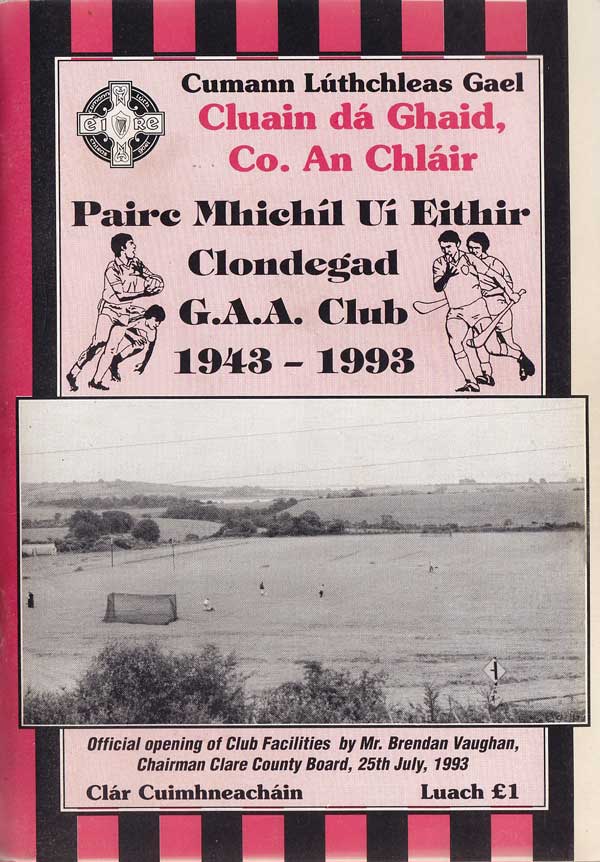 Cumann Lúthchleas Gael
Cluain dá Ghaid,
Co. An Chláir
EIRE
Pairc Mhichíl Uí Eithir
Clondegad
G.A.A. Club
1943 – 1993
Official opening of Club Facilities by Mr. Brendan Vaughan,
Chairman Clare County Board, 25th July, 1993
Clár Cuimhneacháin
Luach £1